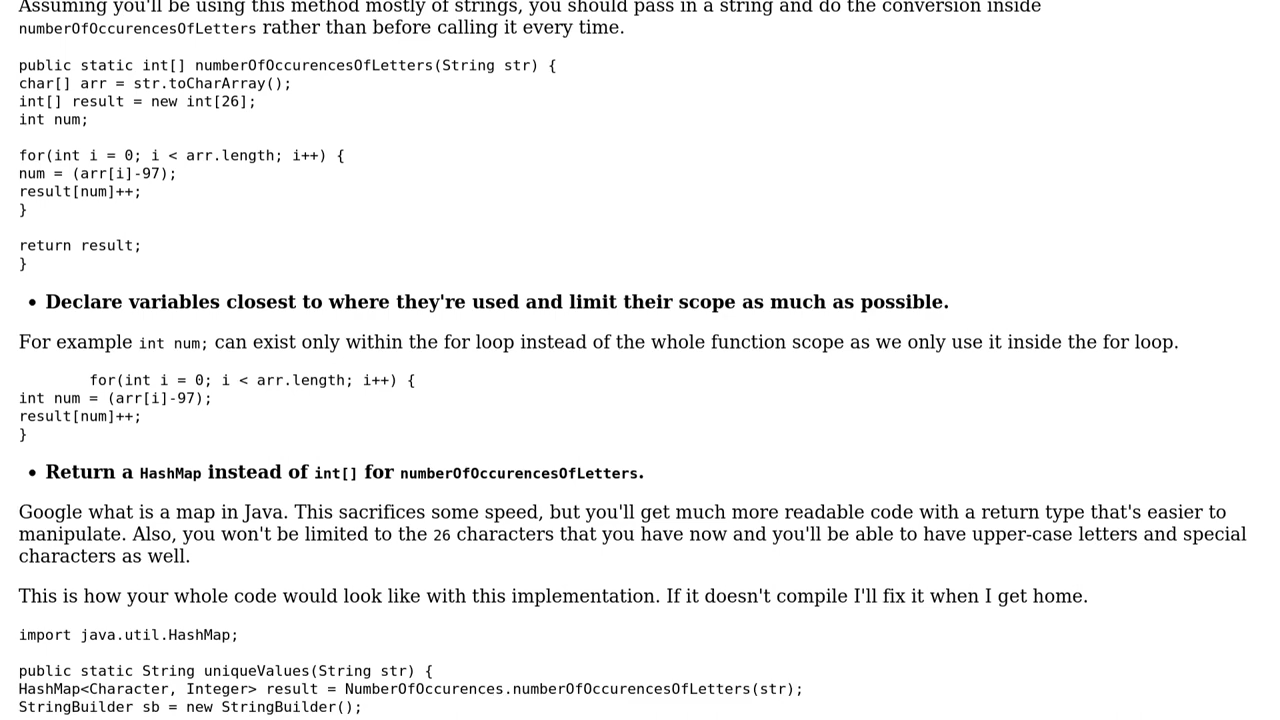 Assuming you'll be using this method mostly of strings, you should pass in a string and do the conversion inside
numberOfOccurencesOfLetters rather than before calling it every time.
public static int[] numberOfOccurencesOfLetters(String str) {
char[] arr = str.toCharArray();
int[] result = new int[26];
int num;
for(int i = 0; i < arr.length; i++) {
num = (arr[i]-97);
result[num]++;
}
return result;
}
• Declare variables closest to where they're used and limit their scope as much as possible.
For example int num; can exist only within the for loop instead of the whole function scope as we only use it inside the for loop.
for(int i = 0; i < arr.length; i++) {
int num = (arr[i]-97);
result[num]++;
}
• Return a HashMap instead of int[] for numberOfOccurencesOfLetters.
Google what is a map in Java. This sacrifices some speed, but you'll get much more readable code with a return type that's easier to
manipulate. Also, you won't be limited to the 26 characters that you have now and you'll be able to have upper-case letters and special
characters as well.
This is how your whole code would look like with this implementation. If it doesn't compile I'll fix it when I get home.
import java.util.HashMap;
public static String uniqueValues(String str) {
HashMap<Character, Integer> result = NumberOfOccurences.numberOfOccurencesOfLetters(str);
StringBuilder sb = new StringBuilder();